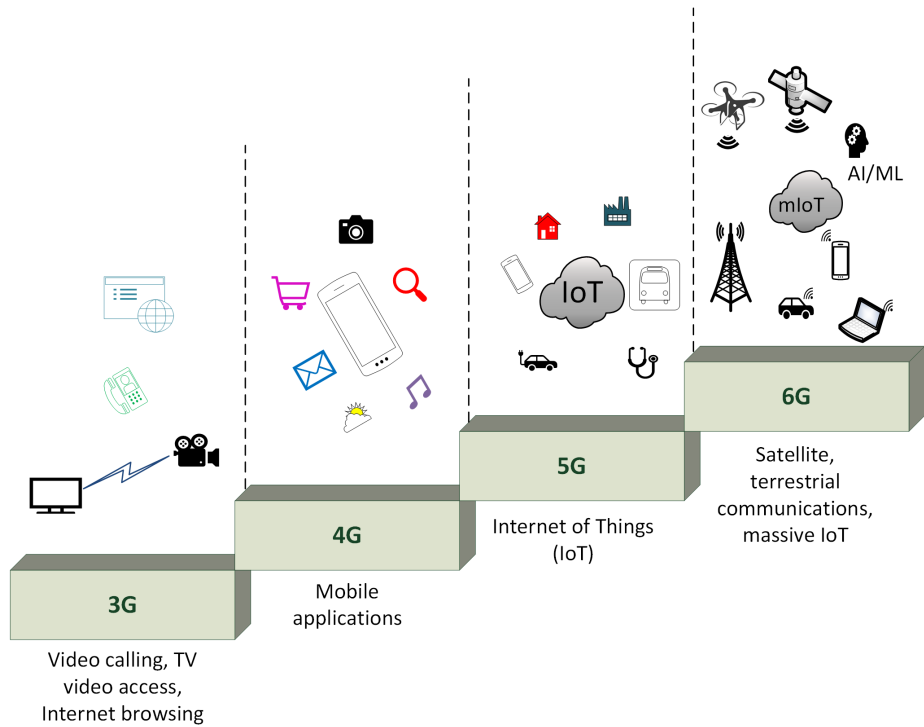 3G
Video calling, TV
video access,
Internet browsing
4G
Mobile
applications
IoT
5G
Internet of Things
(IoT)
AI/ML
mIoT
6G
Satellite,
terrestrial
communications,
massive IoT